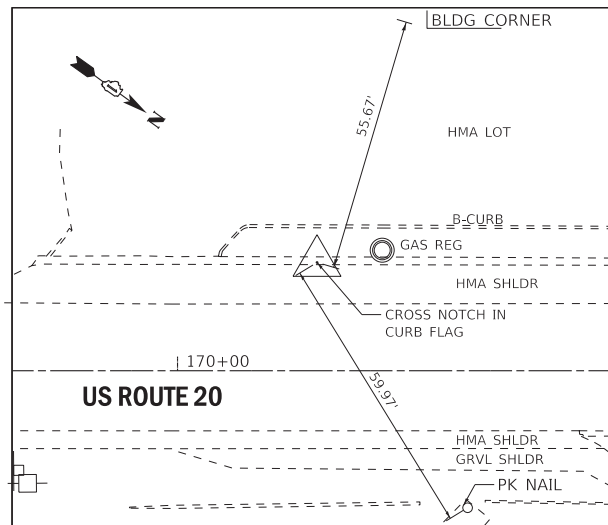 BLDG CORNER
55.67'
N
HMA LOT
B-CURB
GAS REG
HMA SHLDR
CROSS NOTCH IN
CURB FLAG
170+00
59.97'
US ROUTE 20
HMA SHLDR
GRVL SHLDR
PK NAIL